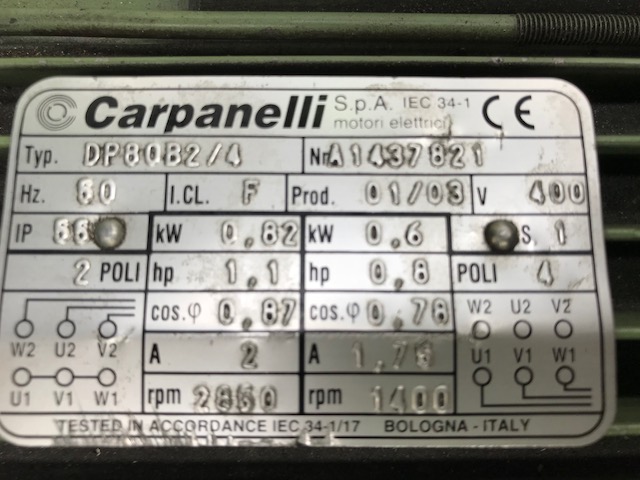 Carpanelli S.p.A. IEC 34-1 CE
motori elettrici
Typ. DP80B2/4 Nr. A1437821
Hz. I.CL. F Prod. 01/03 V 400
IP kW 0,82 kW 0,6 S. 1
2 POLI hp 1,1 hp 0,8 POLI 4
cos.φ 0,87 cos.φ 0,78 W2 U2 V2
W2 U2 V2 A 2 A U1 V1 W1
U1 V1 W1 rpm 2850 rpm 1400
TESTED IN ACCORDANCE IEC 34-1/17 BOLOGNA - ITALY